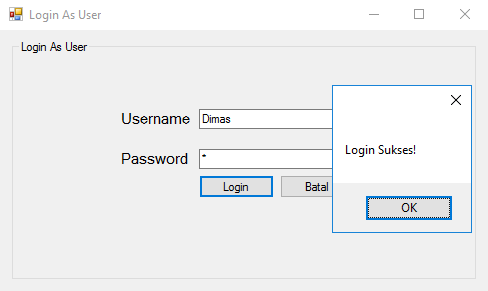 Login As User
Login As User
Username Dimas
Password *
Login Batal
Login Sukses!
OK